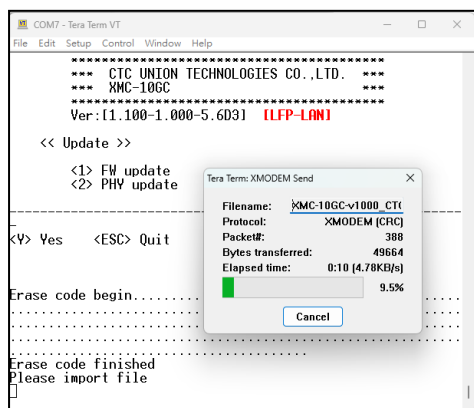 COM7 - Tera Term VT
File Edit Setup Control Window Help
*** CTC UNION TECHNOLOGIES CO.,LTD. ***
*** XMC-10GC ***
Ver:[1.100-1.000-5.6D3] [LFP-LAN]
<< Update >>
<1> FW update
<2> PHY update
<Y> Yes <ESC> Quit
Erase code begin..........
Erase code finished
Please import file
Tera Term: XMODEM Send
Filename: XMC-10GC-v1000_CTC
Protocol: XMODEM (CRC)
Packet#: 388
Bytes transferred: 49664
Elapsed time: 0:10 (4.78KB/s)
9.5%
Cancel